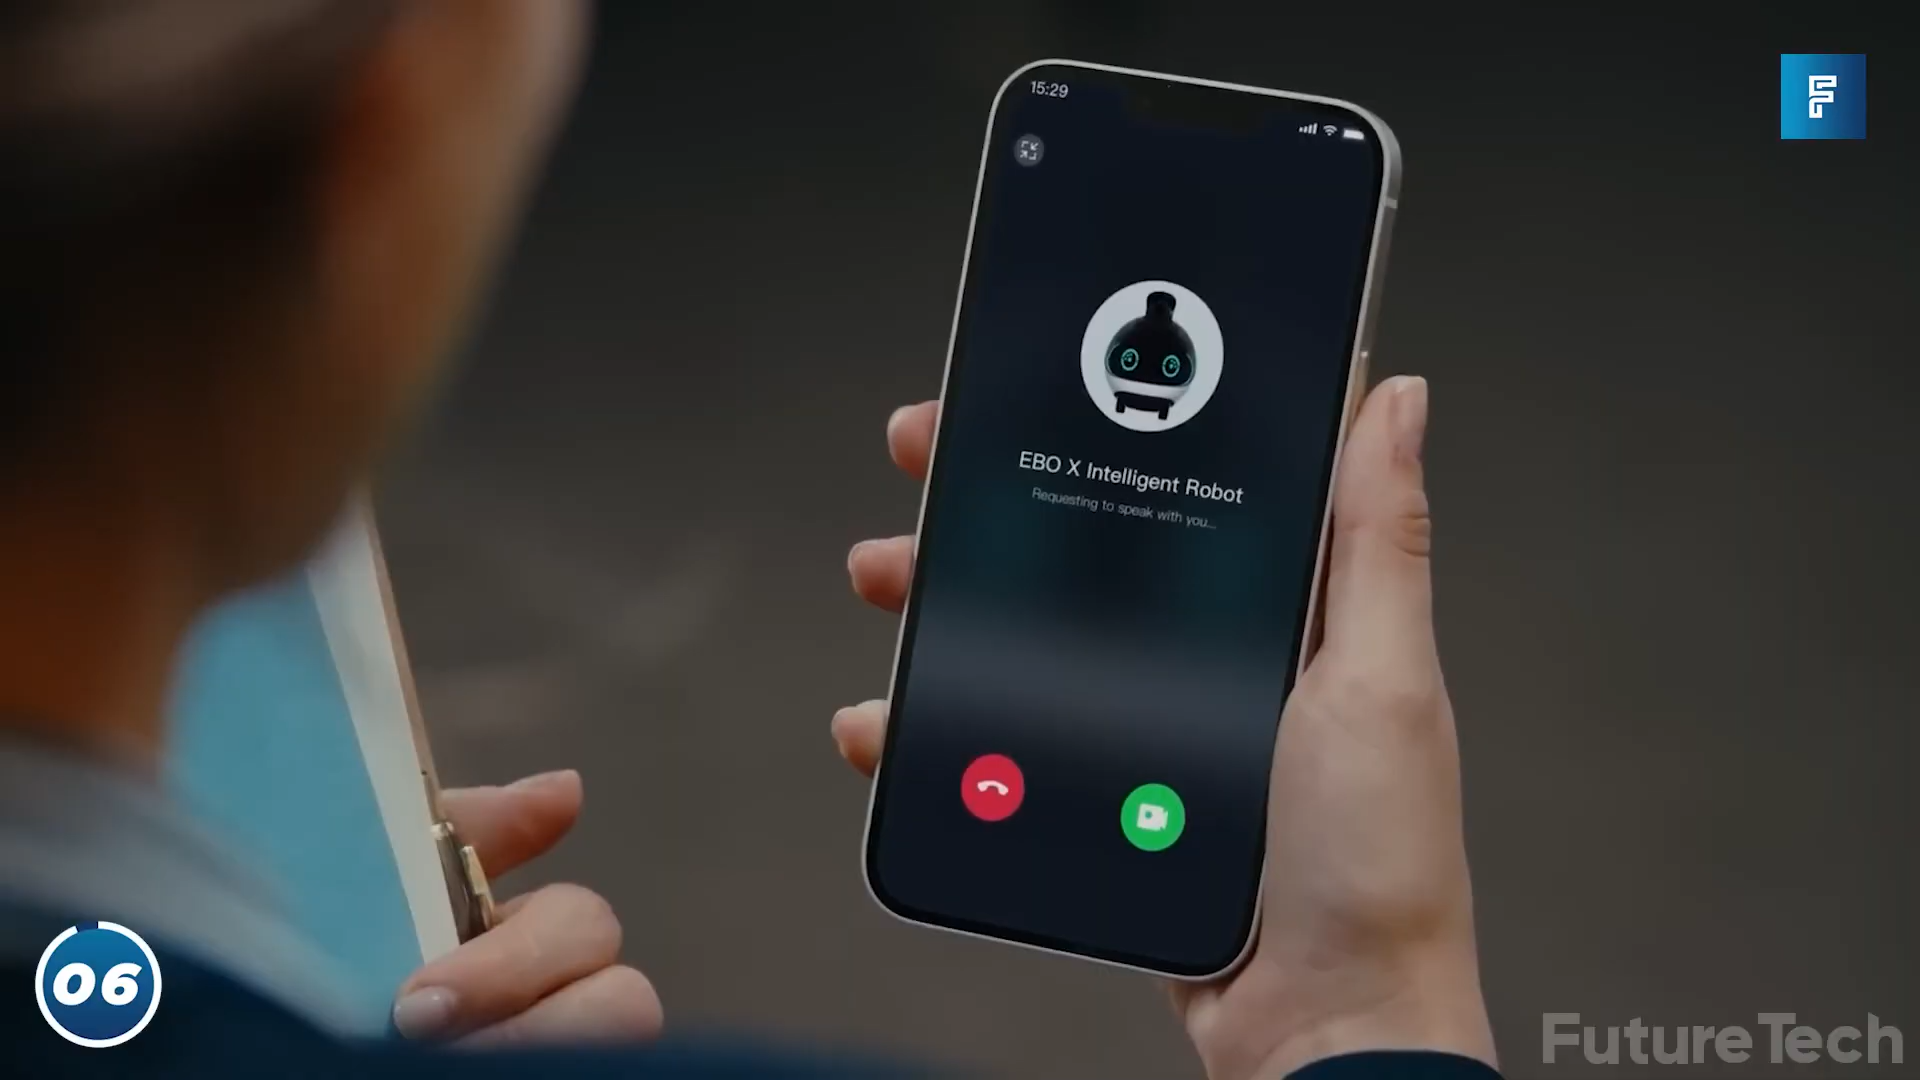 15:29
EBO X Intelligent Robot
Requesting to speak with you...
06
FutureTech